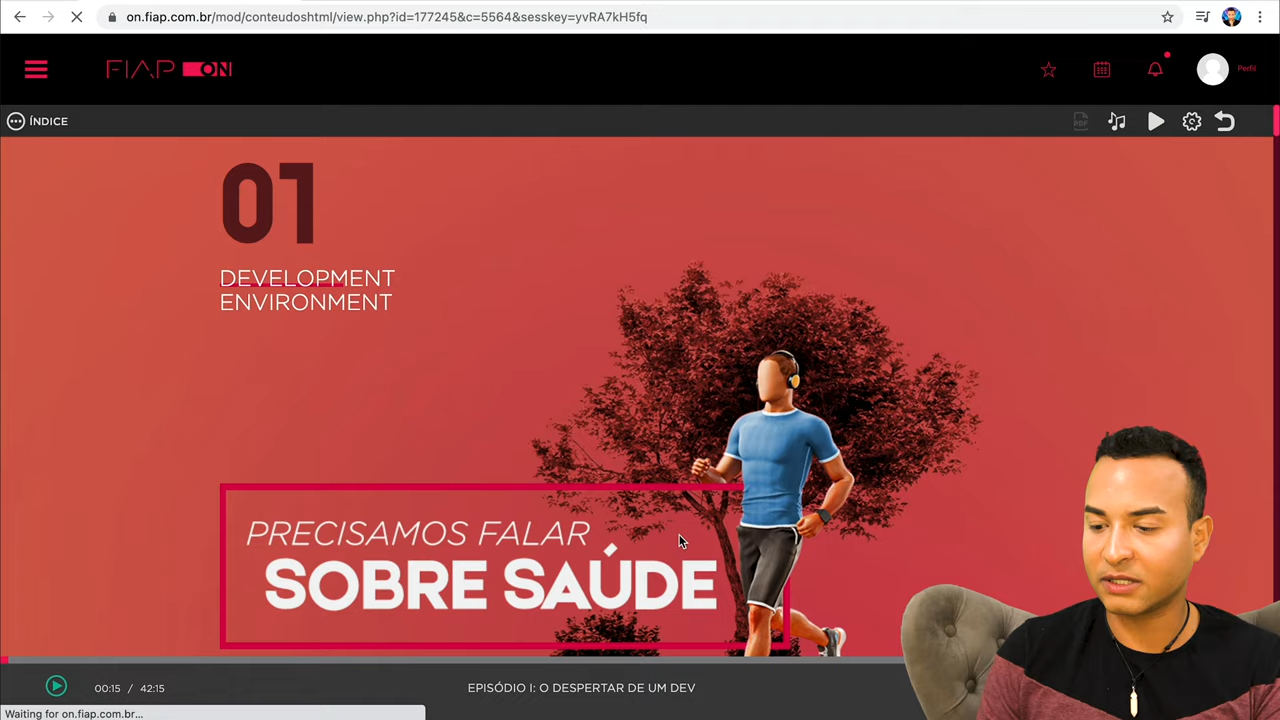 on.fiap.com.br/mod/conteudoshtml/view.php?id=177245&c=5564&sesskey=yvRA7kH5fq
FIAP ON
Perfil
ÍNDICE
PDF
01
DEVELOPMENT
ENVIRONMENT
PRECISAMOS FALAR
SOBRE SAÚDE
00:15 / 42:15
EPISÓDIO I: O DESPERTAR DE UM DEV
Waiting for on.fiap.com.br...